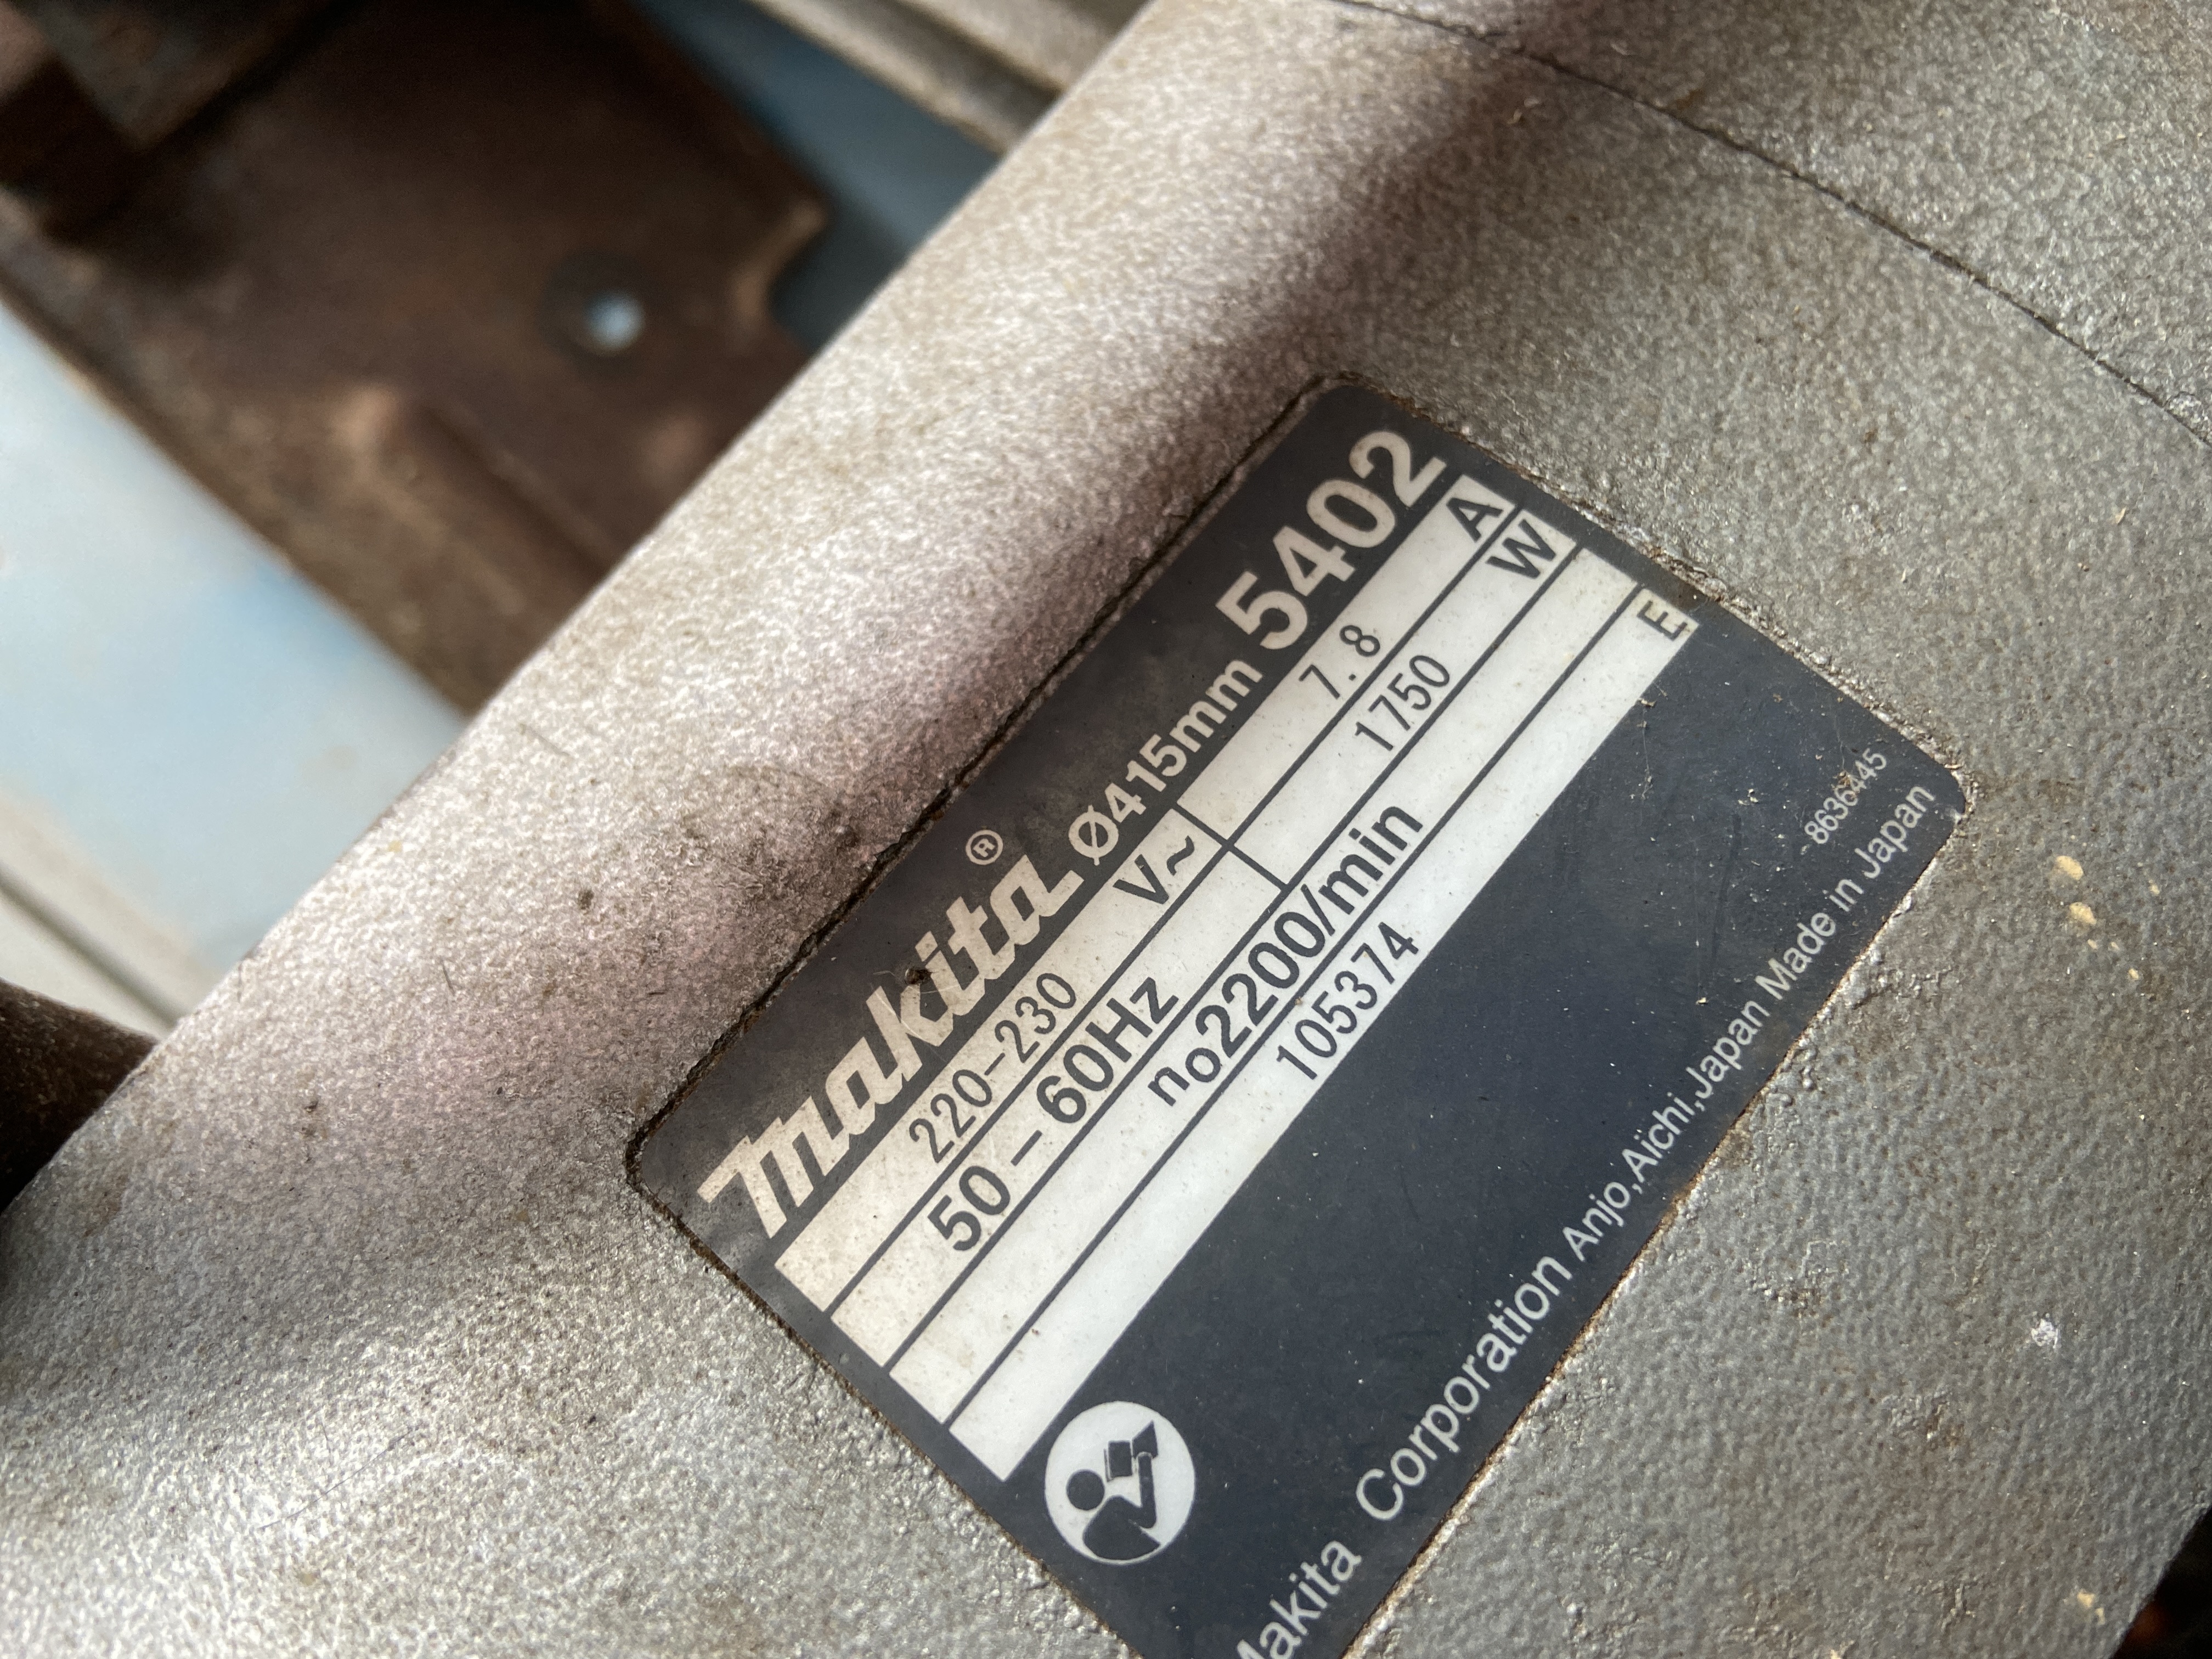 makita® Ø415mm 5402
220-230 V~ 7.8 A
50-60Hz 1750 W
no2200/min
105374 E
8636445
Makita Corporation Anjo,Aichi,Japan Made in Japan